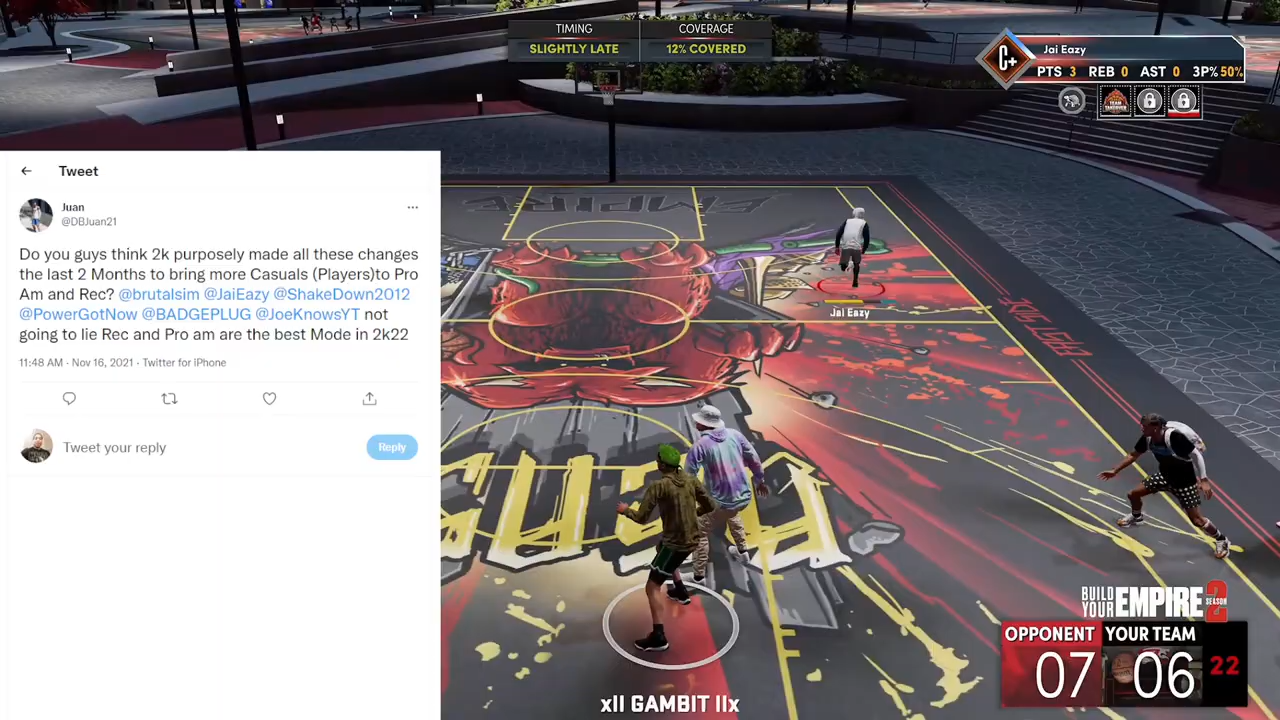 TIMING
SLIGHTLY LATE
COVERAGE
12% COVERED
C+
Jai Eazy
PTS 3 REB 0 AST 0 3P% 50%
Tweet
Juan
@DBJuan21
Do you guys think 2k purposely made all these changes
the last 2 Months to bring more Casuals (Players)to Pro
Am and Rec? @brutalsim @JaiEazy @ShakeDown2012
@PowerGotNow @BADGEPLUG @JoeKnowsYT not
going to lie Rec and Pro am are the best Mode in 2k22
11:48 AM · Nov 16, 2021 · Twitter for iPhone
Tweet your reply
Reply
EMPIRE
EMPIRE
Jai Eazy
xII GAMBIT IIx
BUILD YOUR EMPIRE SEASON 2
OPPONENT YOUR TEAM
07 06 22